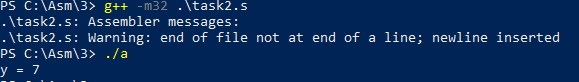 PS C:\Asm\3> g++ -m32 .\task2.s
.\task2.s: Assembler messages:
.\task2.s: Warning: end of file not at end of a line; newline inserted
PS C:\Asm\3> ./a
y = 7